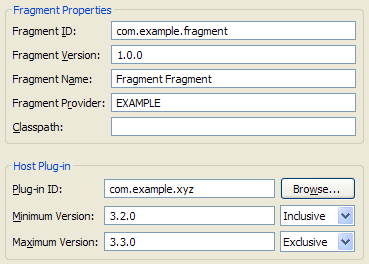 Fragment Properties
Fragment ID: com.example.fragment
Fragment Version: 1.0.0
Fragment Name: Fragment Fragment
Fragment Provider: EXAMPLE
Classpath:
Host Plug-in
Plug-in ID: com.example.xyz Browse...
Minimum Version: 3.2.0 Inclusive
Maximum Version: 3.3.0 Exclusive